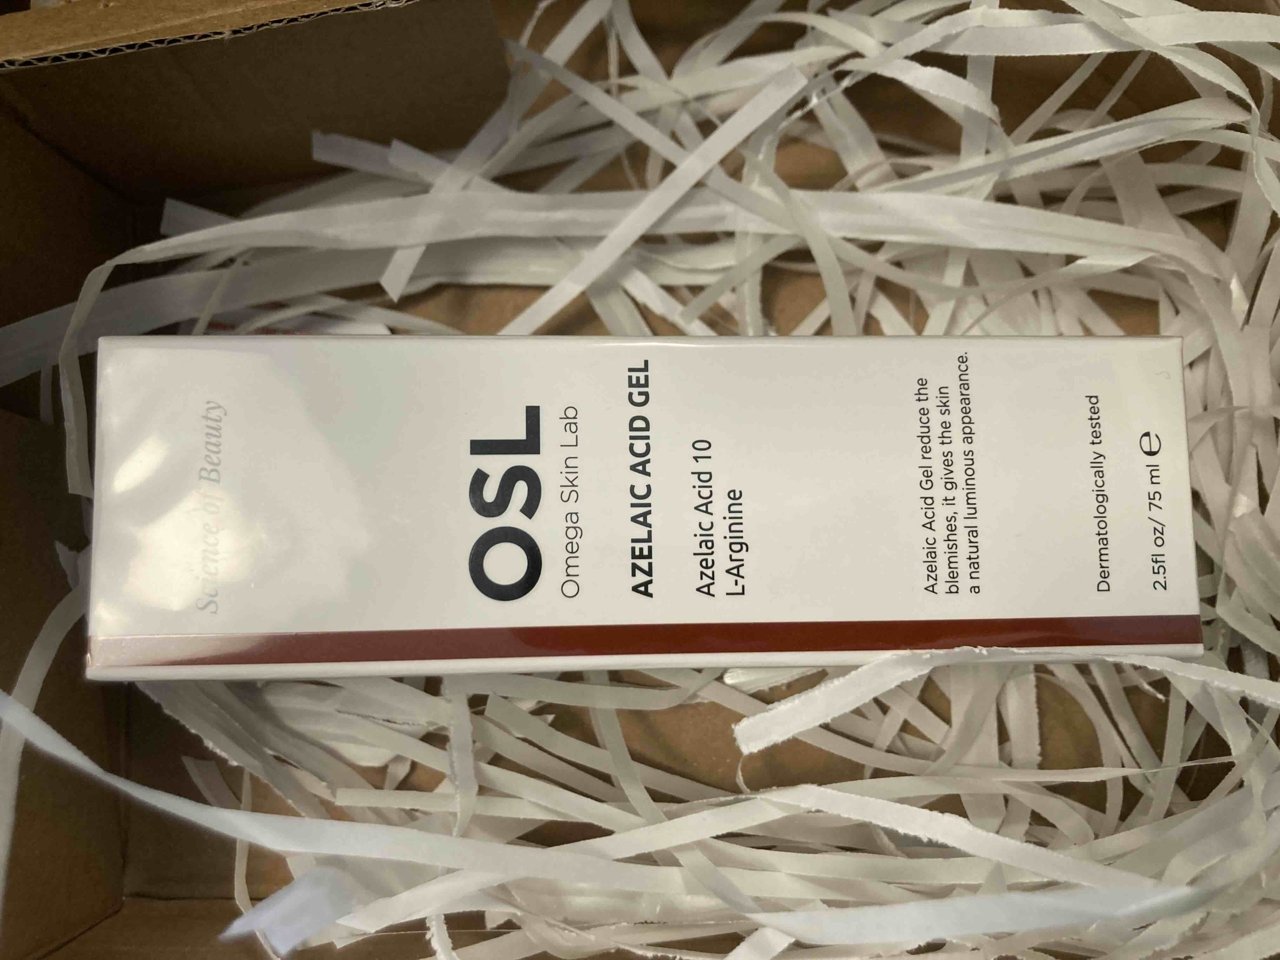 Science of Beauty
OSL
Omega Skin Lab
AZELAIC ACID GEL
Azelaic Acid 10
L-Arginine
Azelaic Acid Gel reduce the
blemishes, it gives the skin
a natural luminous appearance.
Dermatologically tested
2.5fl oz/ 75 ml ℮